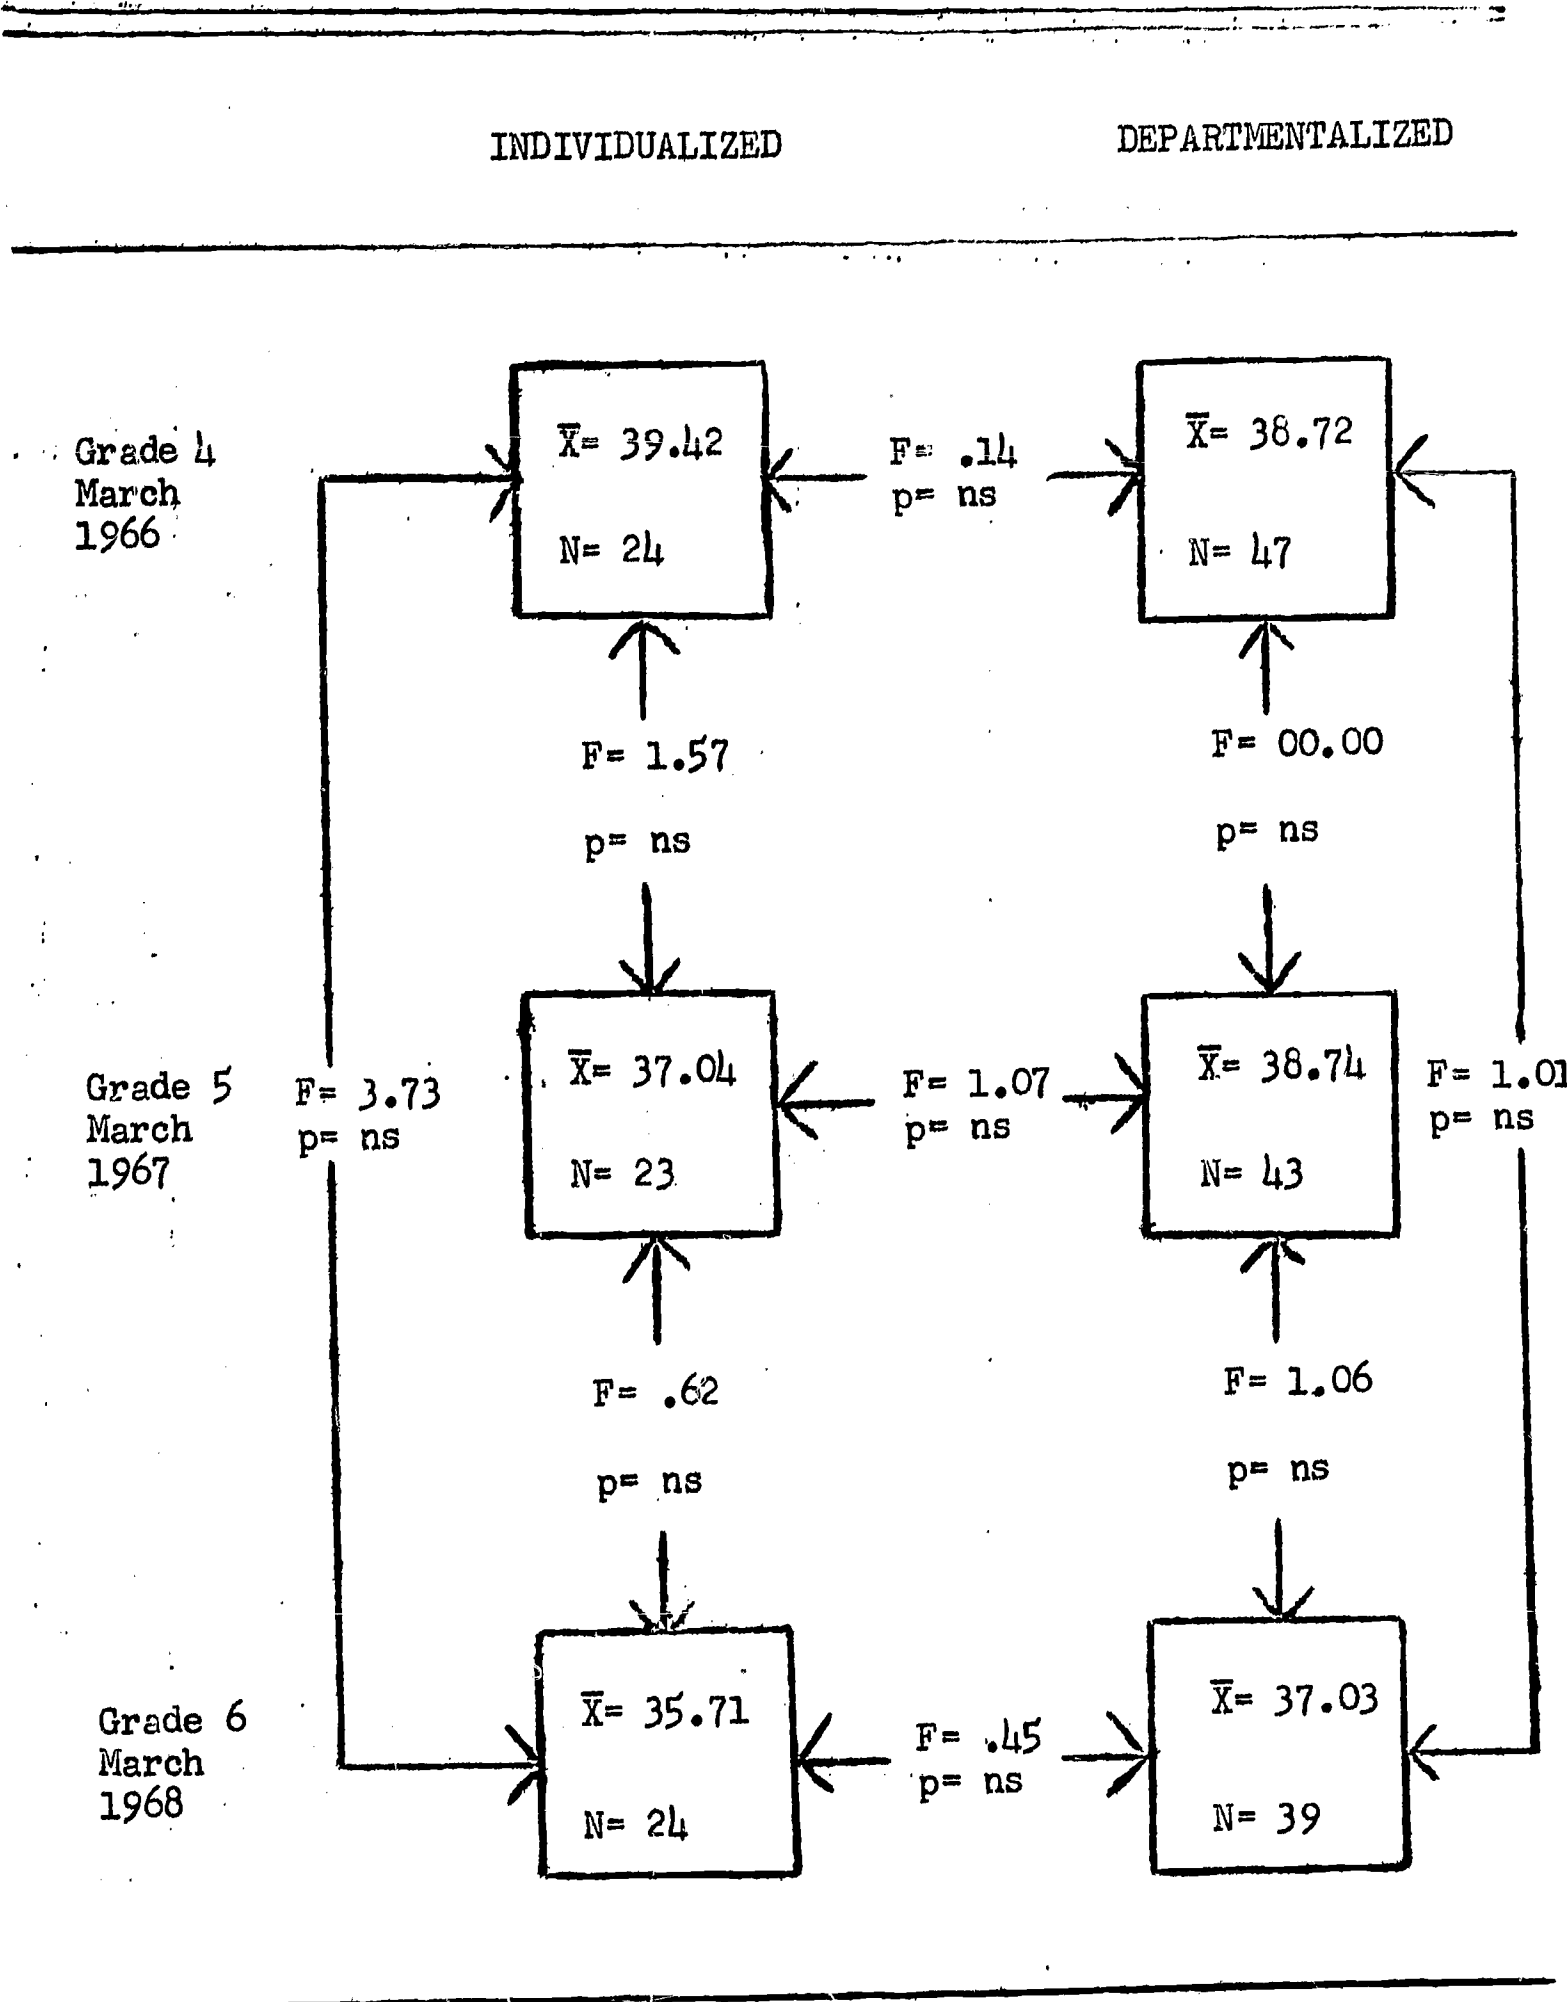 INDIVIDUALIZED DEPARTMENTALIZED
Grade 4
March
1966
X̅= 39.42
N= 24
F= .14
p= ns
X̅= 38.72
N= 47
F= 1.57
p= ns
F= 00.00
p= ns
Grade 5
March
1967
F= 3.73
p= ns
X̅= 37.04
N= 23
F= 1.07
p= ns
X̅= 38.74
N= 43
F= 1.01
p= ns
F= .62
p= ns
F= 1.06
p= ns
Grade 6
March
1968
X̅= 35.71
N= 24
F= .45
p= ns
X̅= 37.03
N= 39